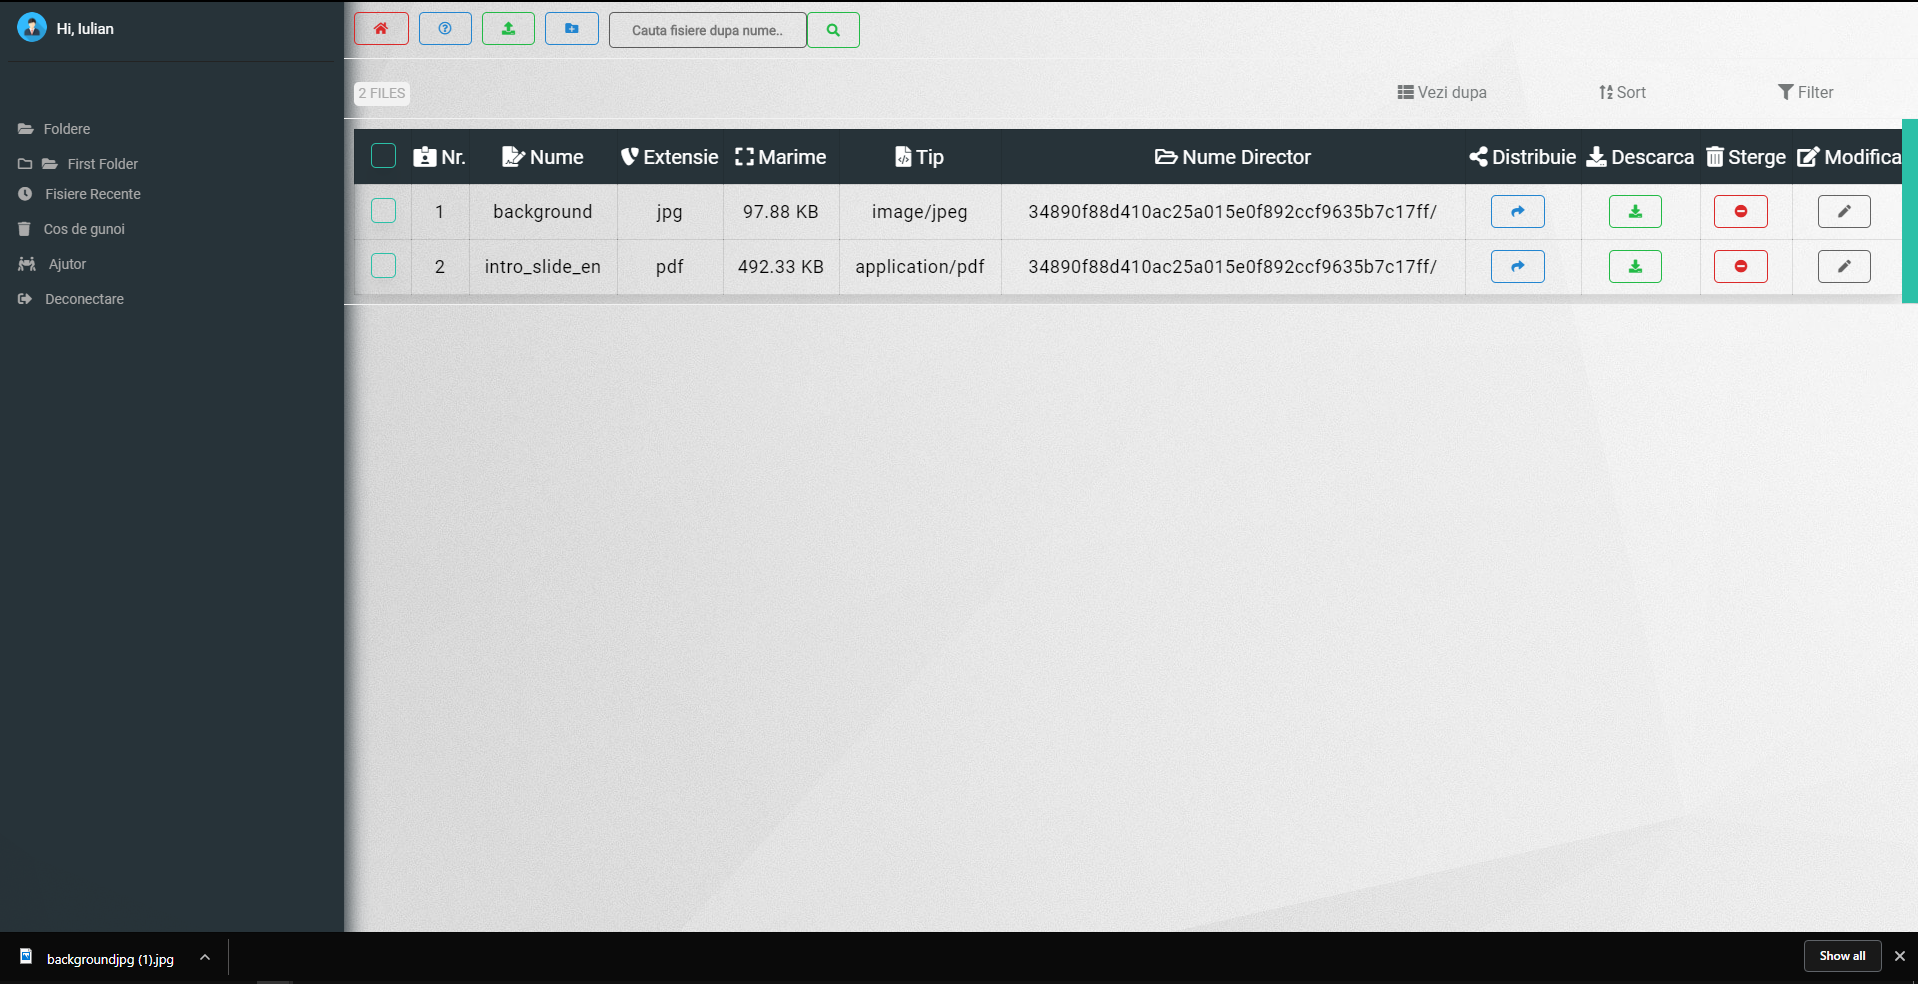 Hi, Iulian
Foldere
First Folder
Fisiere Recente
Cos de gunoi
Ajutor
Deconectare
Cauta fisiere dupa nume..
2 FILES
Vezi dupa Sort Filter
Nr. Nume Extensie Marime Tip Nume Director Distribuie Descarca Sterge Modifica
1 background jpg 97.88 KB image/jpeg 34890f88d410ac25a015e0f892ccf9635b7c17ff/
2 intro_slide_en pdf 492.33 KB application/pdf 34890f88d410ac25a015e0f892ccf9635b7c17ff/
backgroundjpg (1).jpg
Show all